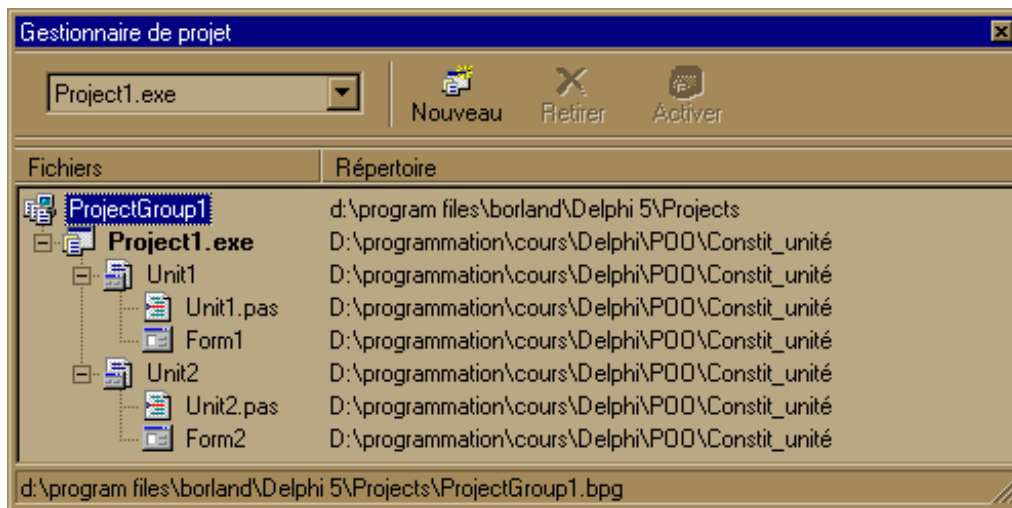 Gestionnaire de projet
Project1.exe
Nouveau Retirer Activer
Fichiers Répertoire
ProjectGroup1 d:\program files\borland\Delphi 5\Projects
Project1.exe D:\programmation\cours\Delphi\POO\Constit_unité
Unit1 D:\programmation\cours\Delphi\POO\Constit_unité
Unit1.pas D:\programmation\cours\Delphi\POO\Constit_unité
Form1 D:\programmation\cours\Delphi\POO\Constit_unité
Unit2 D:\programmation\cours\Delphi\POO\Constit_unité
Unit2.pas D:\programmation\cours\Delphi\POO\Constit_unité
Form2 D:\programmation\cours\Delphi\POO\Constit_unité
d:\program files\borland\Delphi 5\Projects\ProjectGroup1.bpg